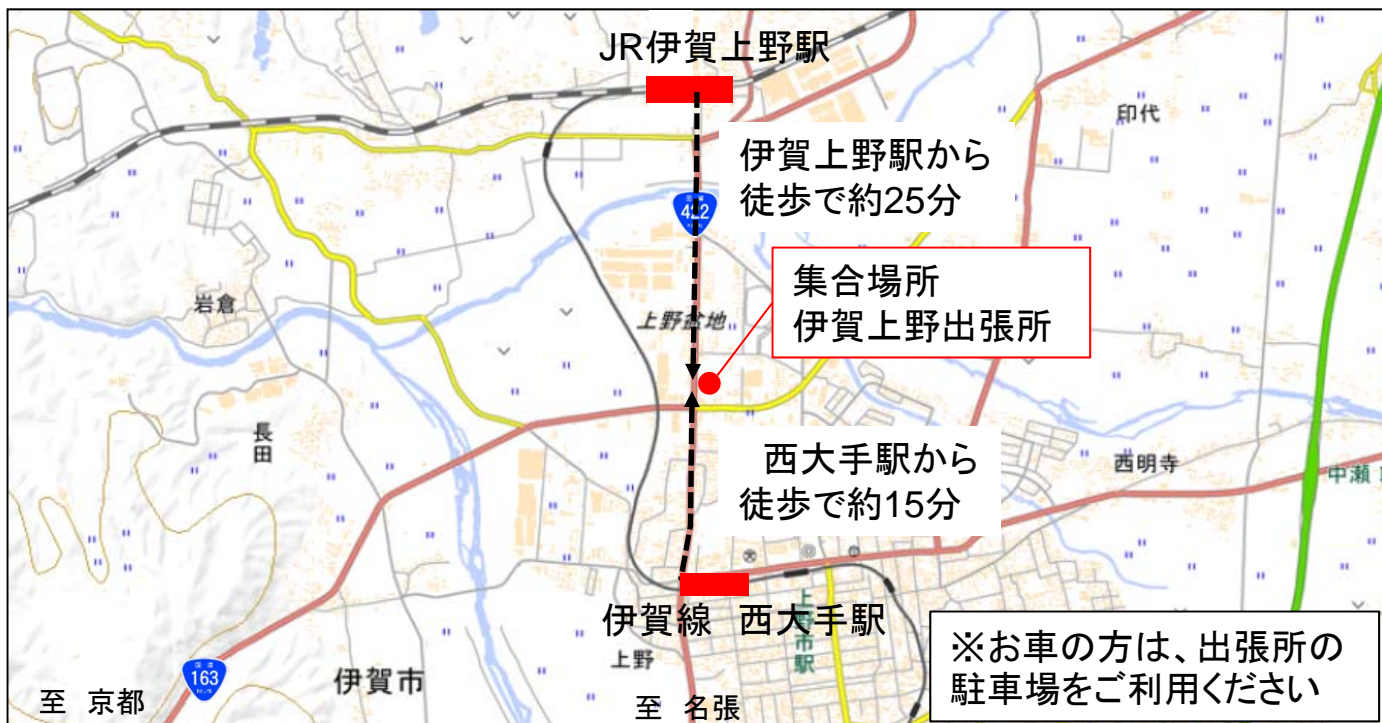 JR伊賀上野駅
印代
伊賀上野駅から
徒歩で約25分
422
集合場所
伊賀上野出張所
岩倉
上野盆地
長田
西大手駅から
徒歩で約15分
西明寺
中瀬
伊賀線 西大手駅
上野市駅
上野
※お車の方は、出張所の
駐車場をご利用ください
国道
163
ROUTE
伊賀市
至 京都
至 名張